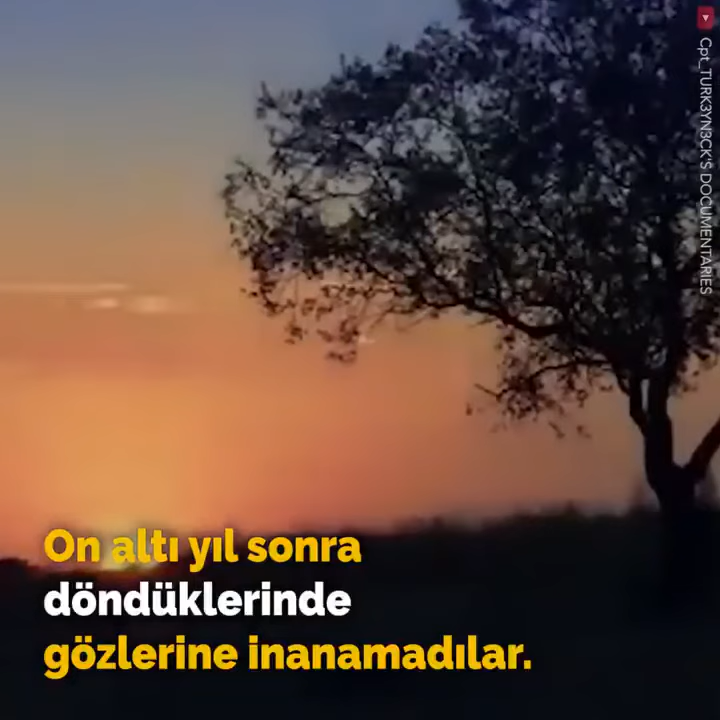 Cpt_TURK3YN3CK'S DOCUMENTARIES
On altı yıl sonra
döndüklerinde
gözlerine inanamadılar.